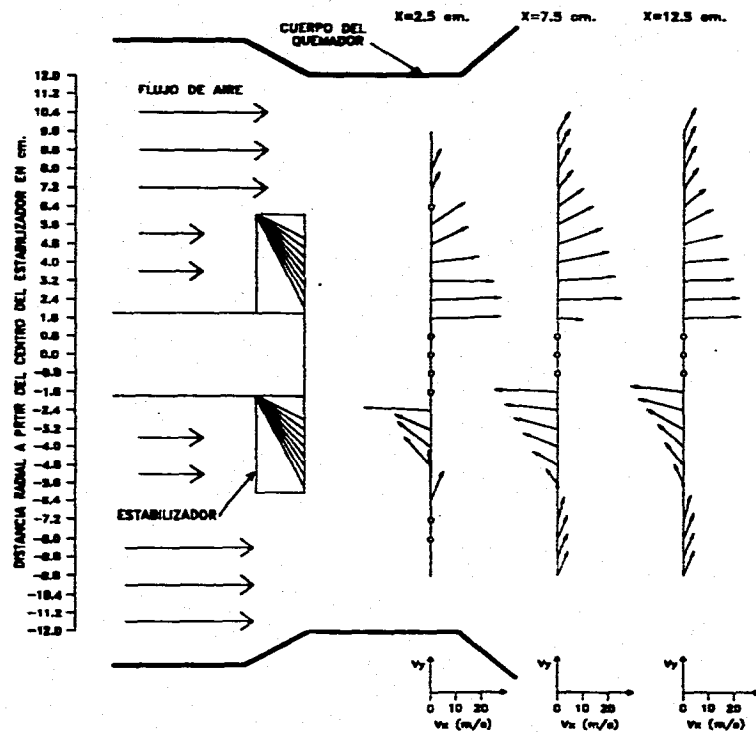 CUERPO DEL
QUEMADOR
X=2.5 cm.
X=7.5 cm.
X=12.5 cm.
DISTANCIA RADIAL A PRTIR DEL CENTRO DEL ESTABILIZADOR EN cm.
12.0
11.2
10.4
9.6
8.8
8.0
7.2
6.4
5.6
4.8
4.0
3.2
2.4
1.6
0.8
0.0
-0.8
-1.6
-2.4
-3.2
-4.0
-4.8
-5.6
-6.4
-7.2
-8.0
-8.8
-9.6
-10.4
-11.2
-12.0
FLUJO DE AIRE
ESTABILIZADOR
Vy
0 10 20
Vx (m/s)
Vy
0 10 20
Vx (m/s)
Vy
0 10 20
Vx (m/s)